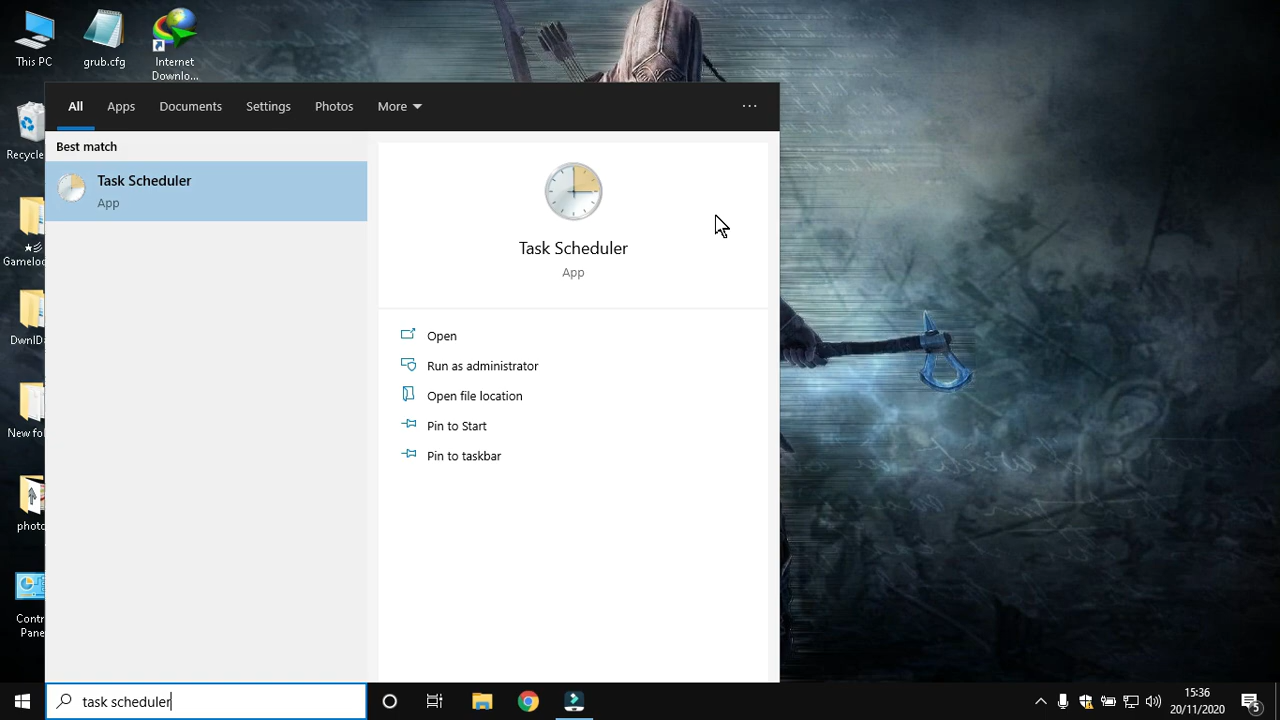 This PC
grub.cfg
Internet
Downlo...
All
Apps
Documents
Settings
Photos
More
...
Recycle
Best match
Task Scheduler
App
Task Scheduler
App
Gameloo
Open
DwnlDa
Run as administrator
Open file location
Pin to Start
New fol
Pin to taskbar
photo
Contr
Pane
task scheduler
15:36
20/11/2020
5